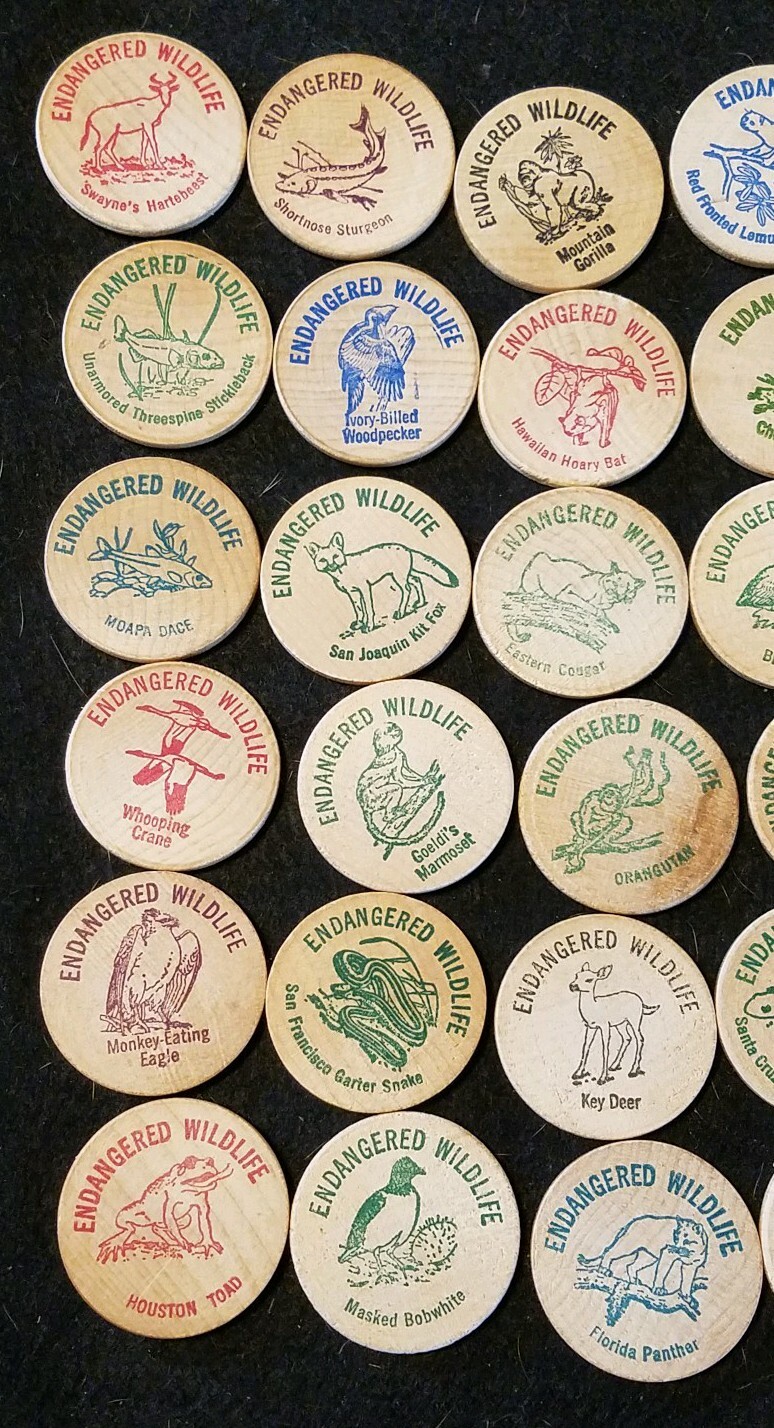 ENDANGERED WILDLIFE
Swayne's Hartebeest
ENDANGERED WILDLIFE
Shortnose Sturgeon
ENDANGERED WILDLIFE
Mountain
Gorilla
Red Fronted
ENDANGERED WILDLIFE
Unarmored Threespine Stickleback
ENDANGERED WILDLIFE
Ivory-Billed
Woodpecker
ENDANGERED WILDLIFE
Hawaiian Hoary Bat
ENDANGERED WILDLIFE
MOAPA DACE
ENDANGERED WILDLIFE
San Joaquin Kit Fox
ENDANGERED WILDLIFE
Eastern Cougar
ENDANGERED WILDLIFE
Whooping
Crane
ENDANGERED WILDLIFE
Goeldi's
Marmoset
ENDANGERED WILDLIFE
ORANGUTAN
ENDANGERED WILDLIFE
Monkey-Eating
Eagle
ENDANGERED WILDLIFE
San Francisco Garter Snake
ENDANGERED WILDLIFE
Key Deer
Santa
ENDANGERED WILDLIFE
HOUSTON TOAD
ENDANGERED WILDLIFE
Masked Bobwhite
ENDANGERED WILDLIFE
Florida Panther